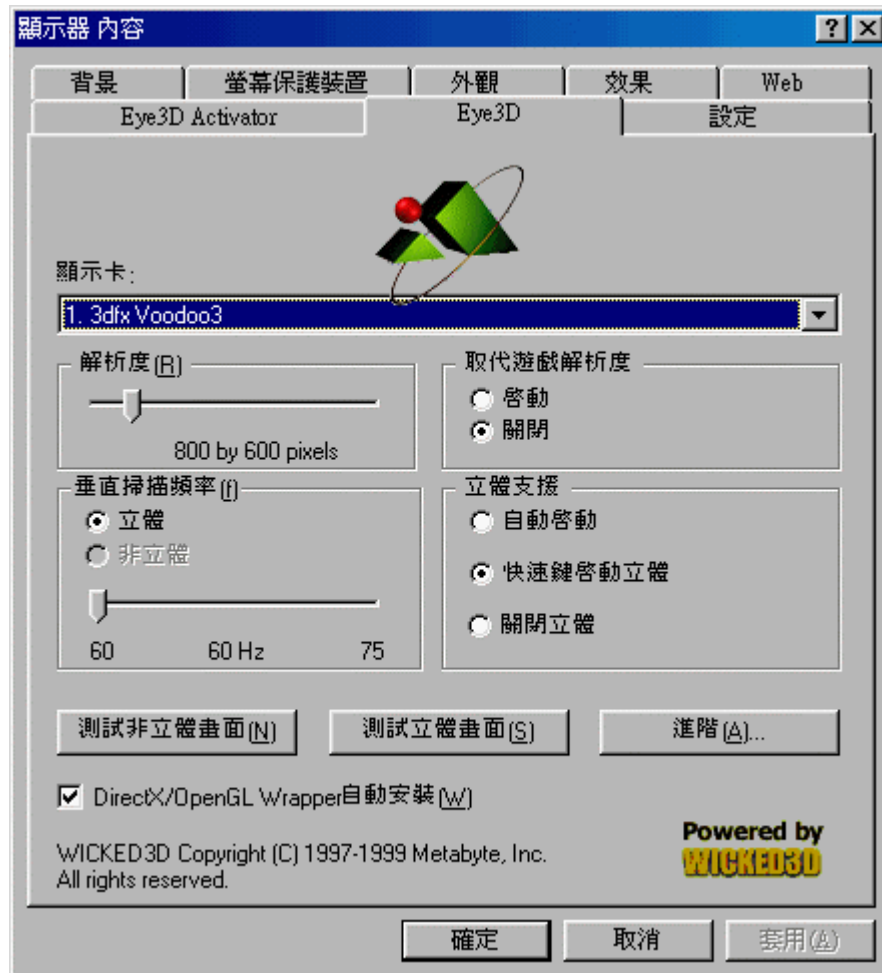 顯示器 內容
背景 螢幕保護裝置 外觀 效果 Web
Eye3D Activator Eye3D 設定
顯示卡:
1. 3dfx Voodoo3
解析度(R)
800 by 600 pixels
取代遊戲解析度
啓動
關閉
垂直掃描頻率(f)
立體
非立體
60 60 Hz 75
立體支援
自動啓動
快速鍵啓動立體
關閉立體
測試非立體畫面(N) 測試立體畫面(S) 進階(A)...
DirectX/OpenGL Wrapper自動安裝(W)
WICKED3D Copyright (C) 1997-1999 Metabyte, Inc.
All rights reserved.
Powered by
WICKED3D
確定 取消 套用(A)